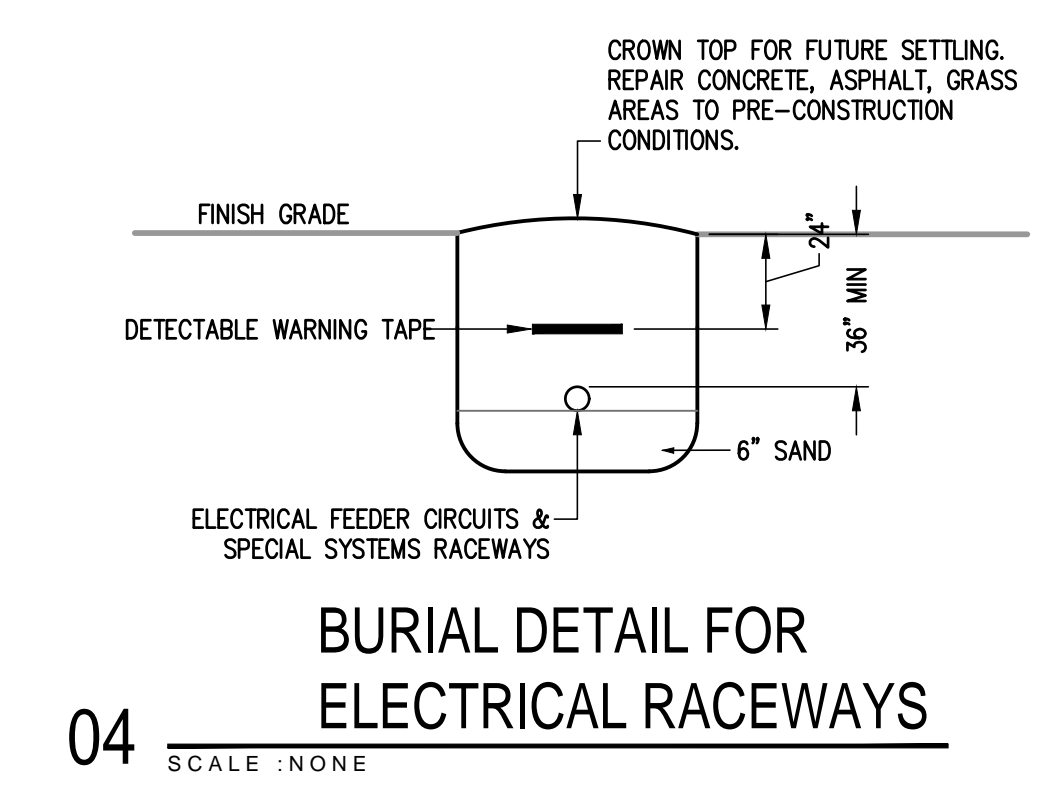 CROWN TOP FOR FUTURE SETTLING.
REPAIR CONCRETE, ASPHALT, GRASS
AREAS TO PRE-CONSTRUCTION
CONDITIONS.
FINISH GRADE
24"
36" MIN
DETECTABLE WARNING TAPE
6" SAND
ELECTRICAL FEEDER CIRCUITS &
SPECIAL SYSTEMS RACEWAYS
BURIAL DETAIL FOR
ELECTRICAL RACEWAYS
04
SCALE :NONE